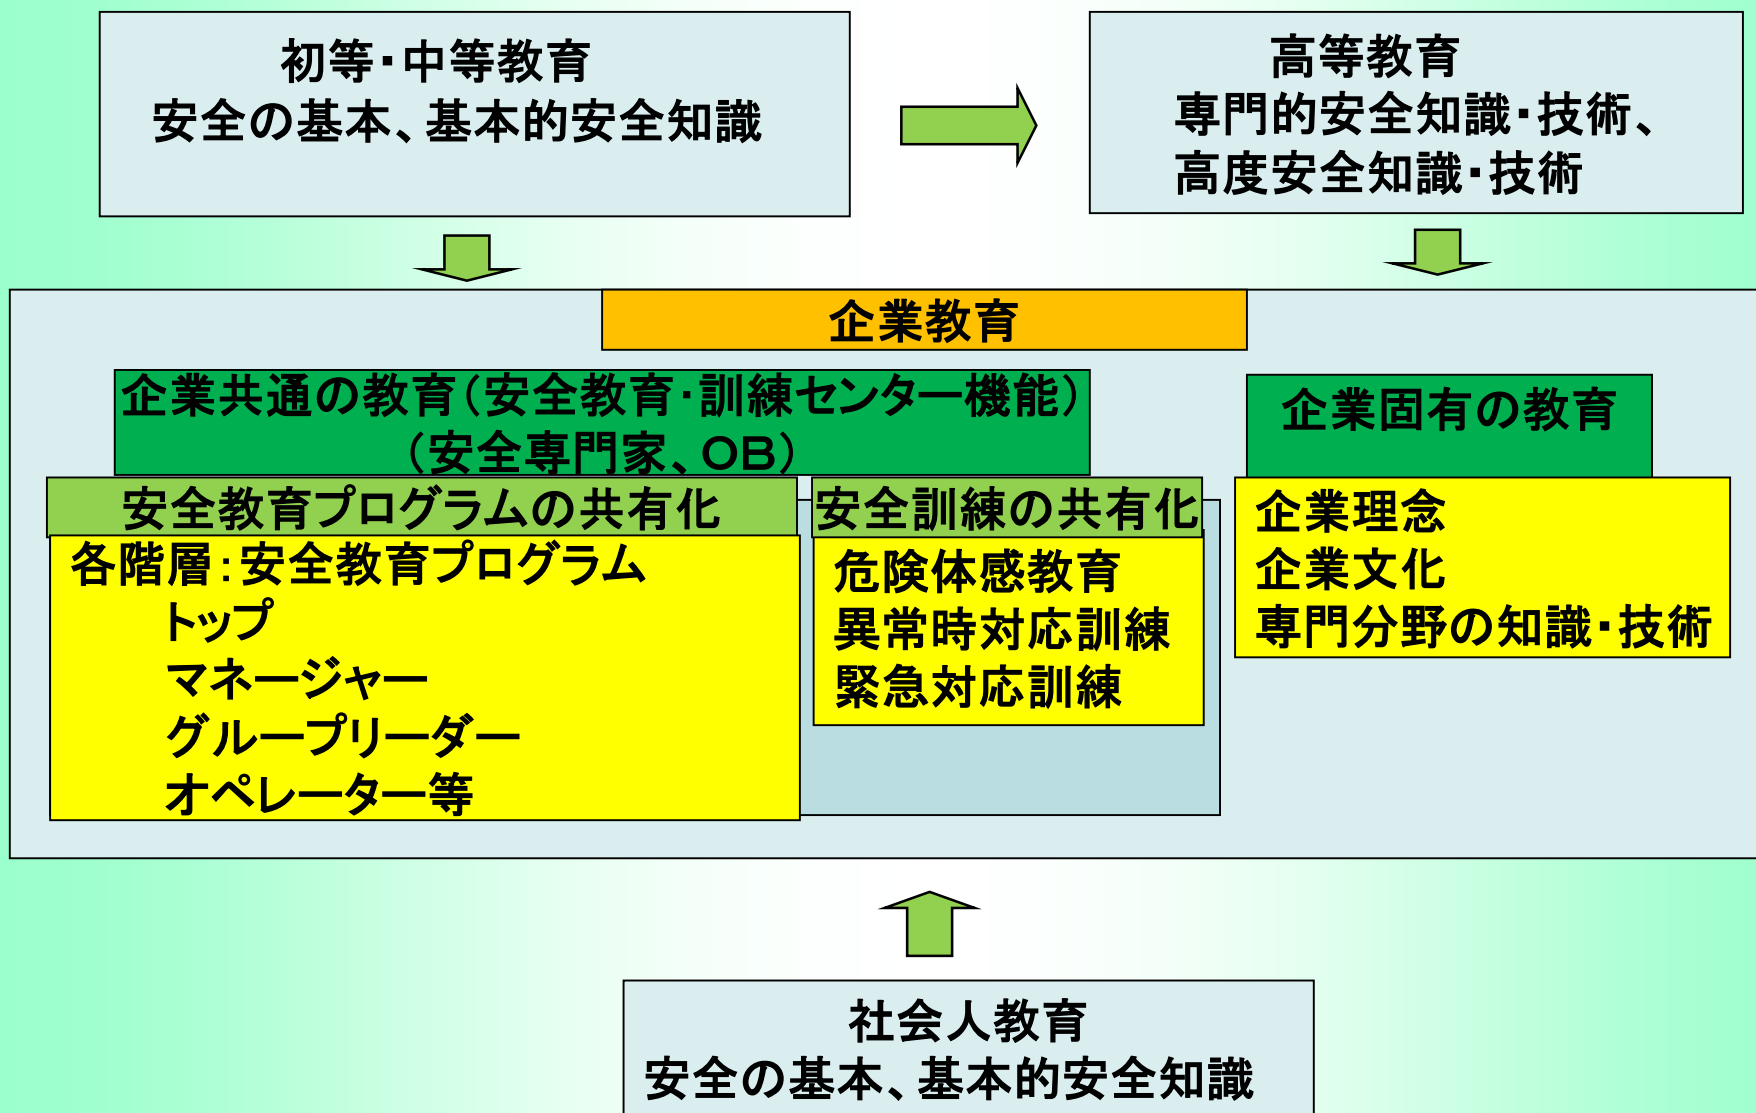 初等・中等教育
安全の基本、基本的安全知識
高等教育
専門的安全知識・技術、
高度安全知識・技術
企業教育
企業共通の教育（安全教育・訓練センター機能）
（安全専門家、ＯＢ）
企業固有の教育
安全教育プログラムの共有化
各階層：安全教育プログラム
トップ
マネージャー
グループリーダー
オペレーター等
安全訓練の共有化
危険体感教育
異常時対応訓練
緊急対応訓練
企業理念
企業文化
専門分野の知識・技術
社会人教育
安全の基本、基本的安全知識